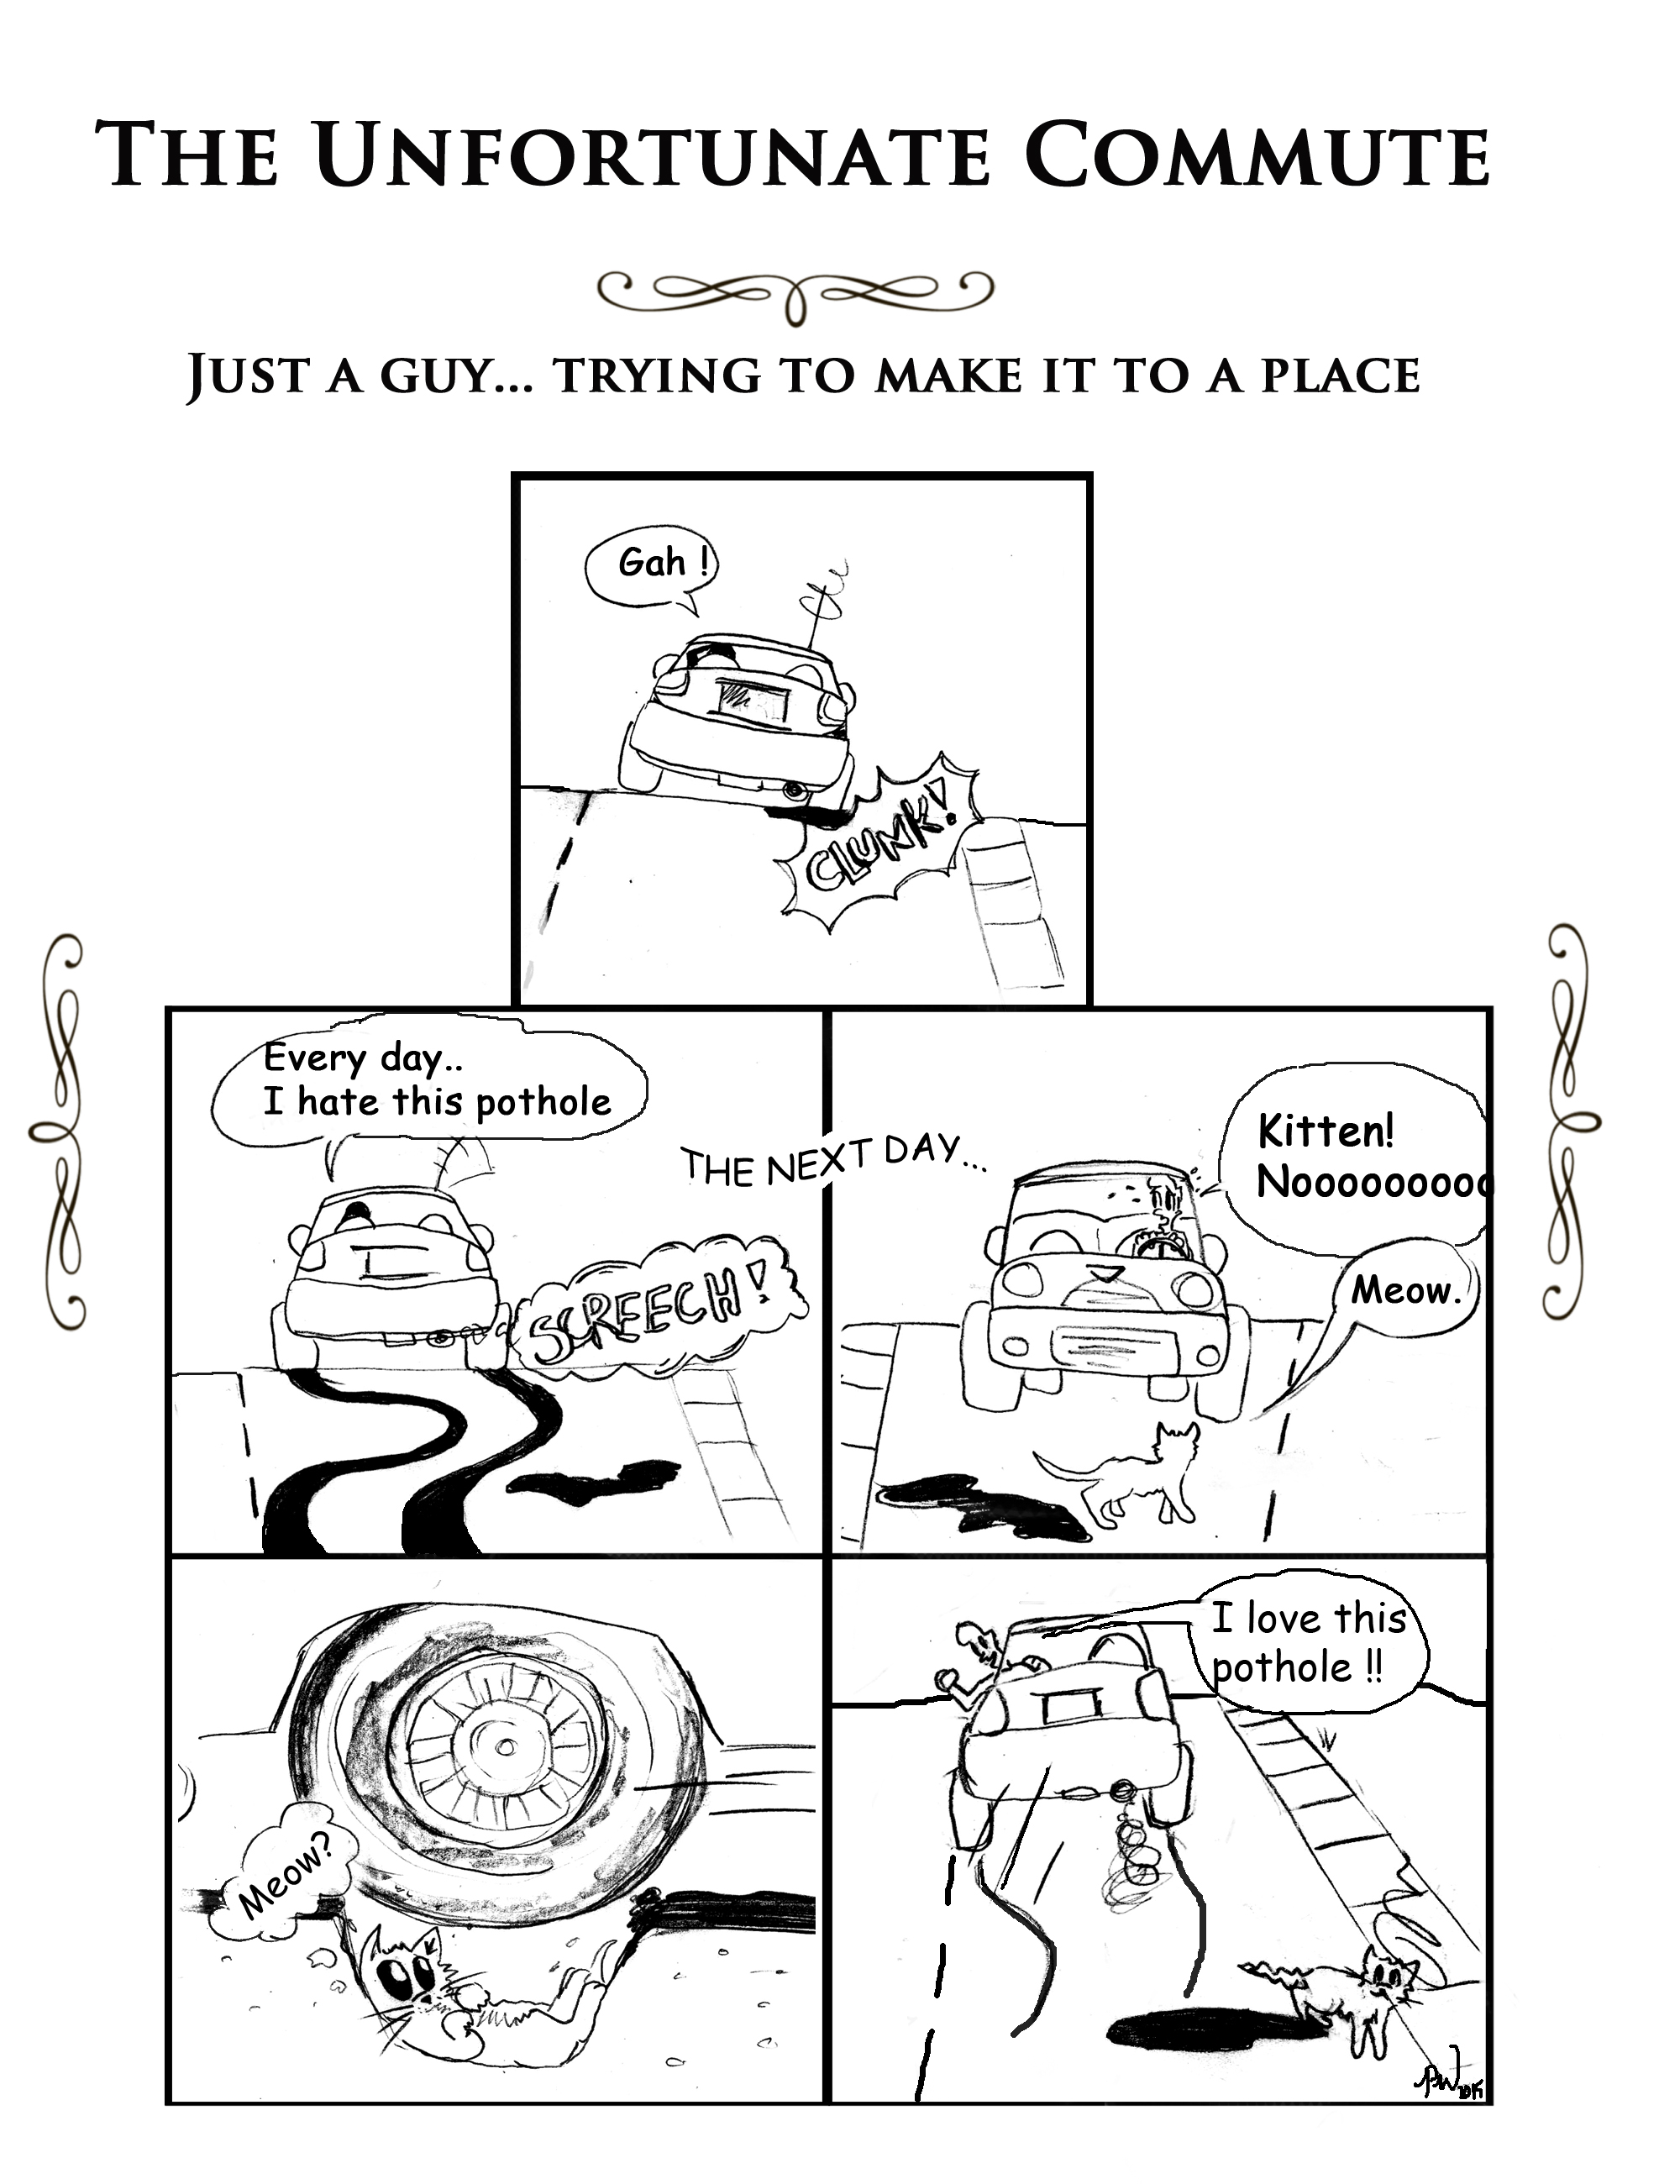 The Unfortunate Commute
Just a guy... trying to make it to a place
Gah !
CLUNK!
Every day..
I hate this pothole
SCREECH!
THE NEXT DAY...
Kitten!
Nooooooooo
Meow.
Meow?
I love this
pothole !!